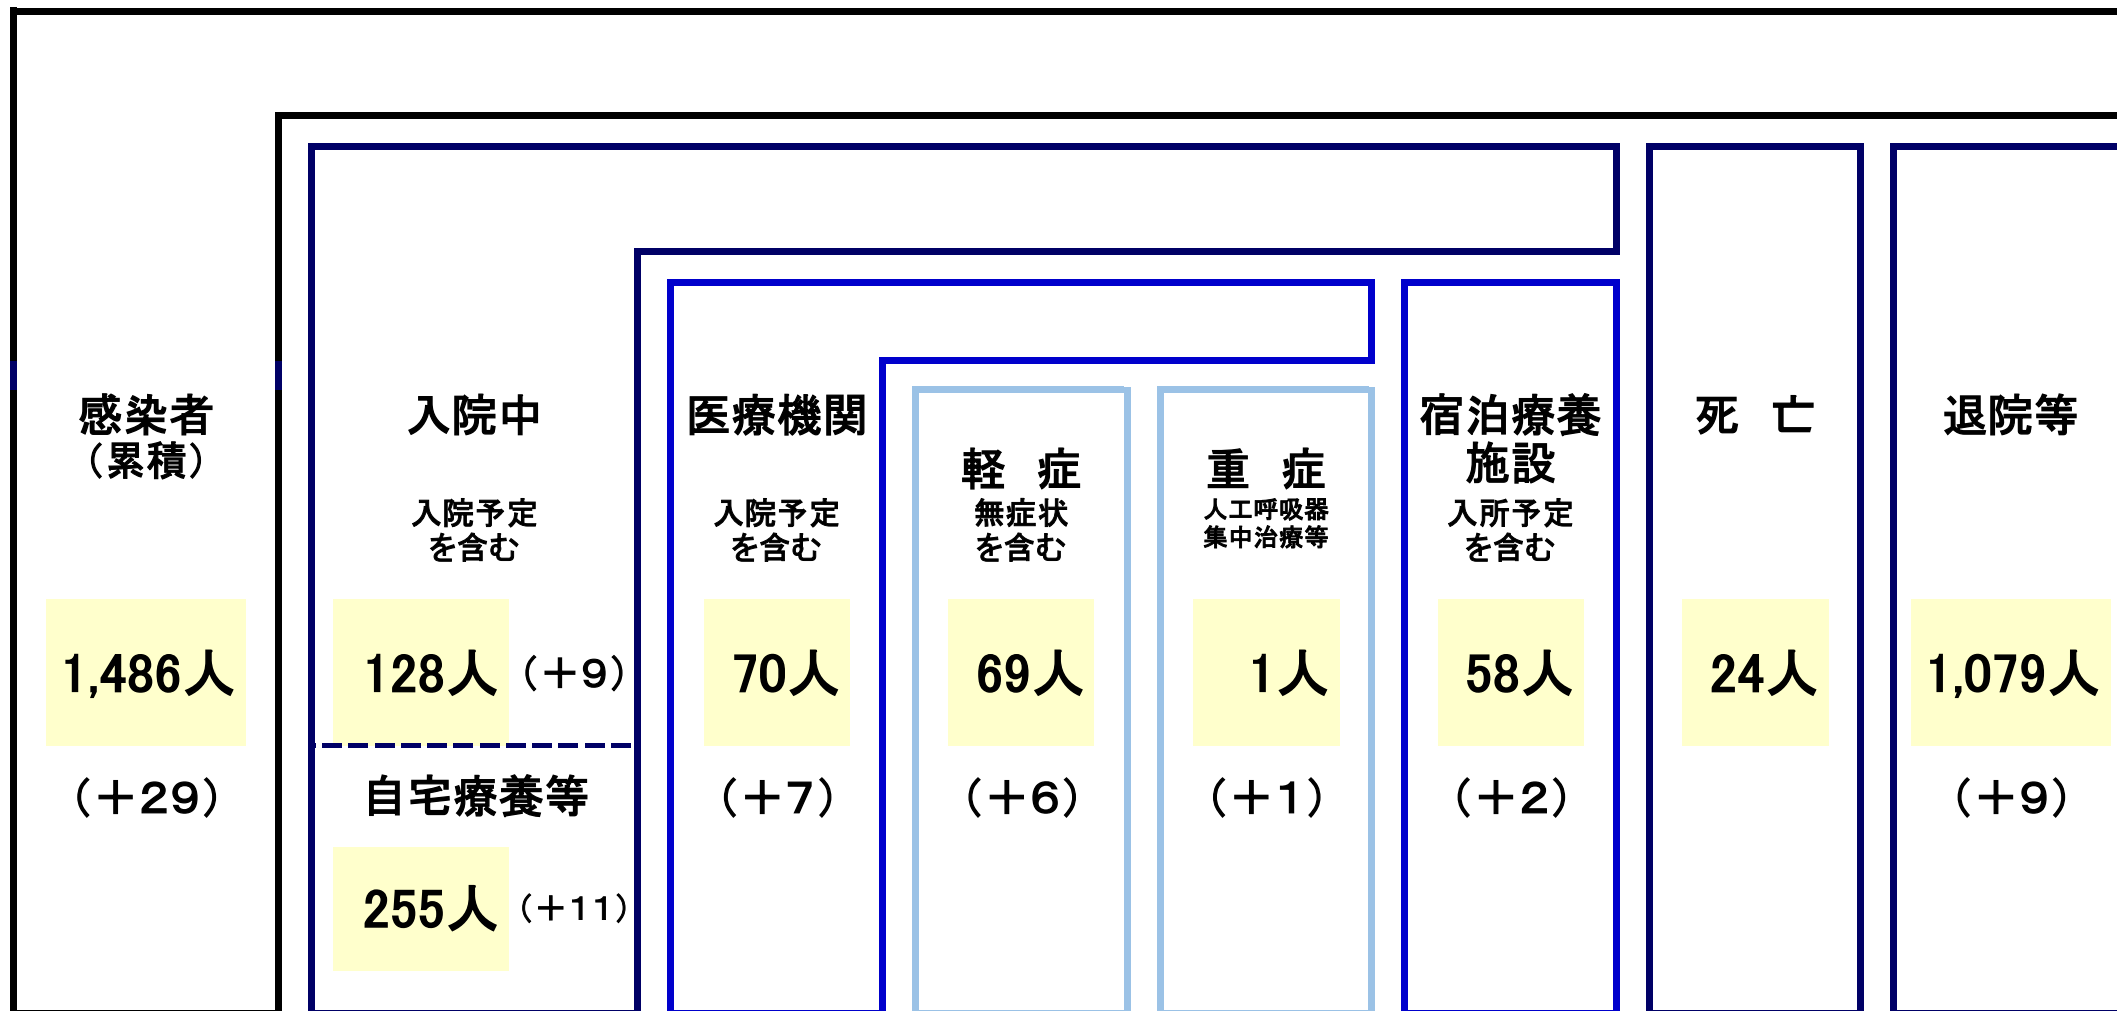 感染者
（累積）
1,486人
（＋29）
入院中
入院予定
を含む
128人（＋9）
自宅療養等
255人（＋11）
医療機関
入院予定
を含む
70人
（＋7）
軽 症
無症状
を含む
69人
（＋6）
重 症
人工呼吸器
集中治療等
1人
（＋1）
宿泊療養
施設
入所予定
を含む
58人
（＋2）
死 亡
24人
退院等
1,079人
（＋9）